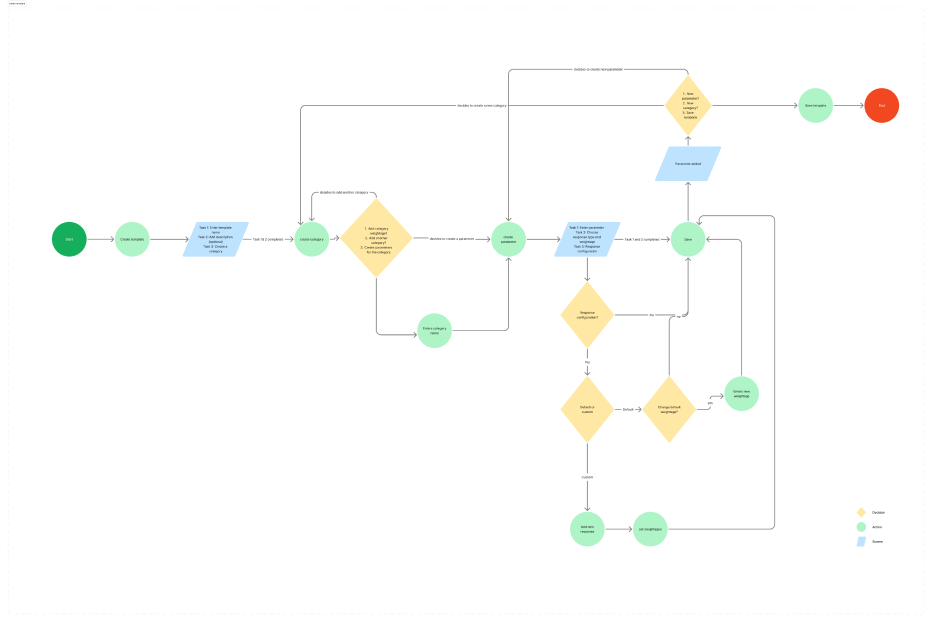 decides to create new parameter
1. New
parameter?
2. New
category?
3. Save
template
decides to create a new category
Save template
End
Parameter added
decides to add another category
Start
Create template
Task 1: Enter template
name
Task 2: Add description
(optional)
Task 3: Choose a
category
Task 1& 2 completed
create category
1. Add category
weightage?
2. Add another
category?
3. Create parameters
for the category
decides to create a parameter
create
parameter
Task 1: Enter parameter
Task 2: Choose
response type and
weightage
Task 3: Response
configuration
Task 1 and 2 completed
Save
Enters category
name
Response
configuration?
No
Yes
Default or
custom
Default
Change default
weightage?
yes
weightage
custom
Add new
response
set weightages
Decision
Action
Screen